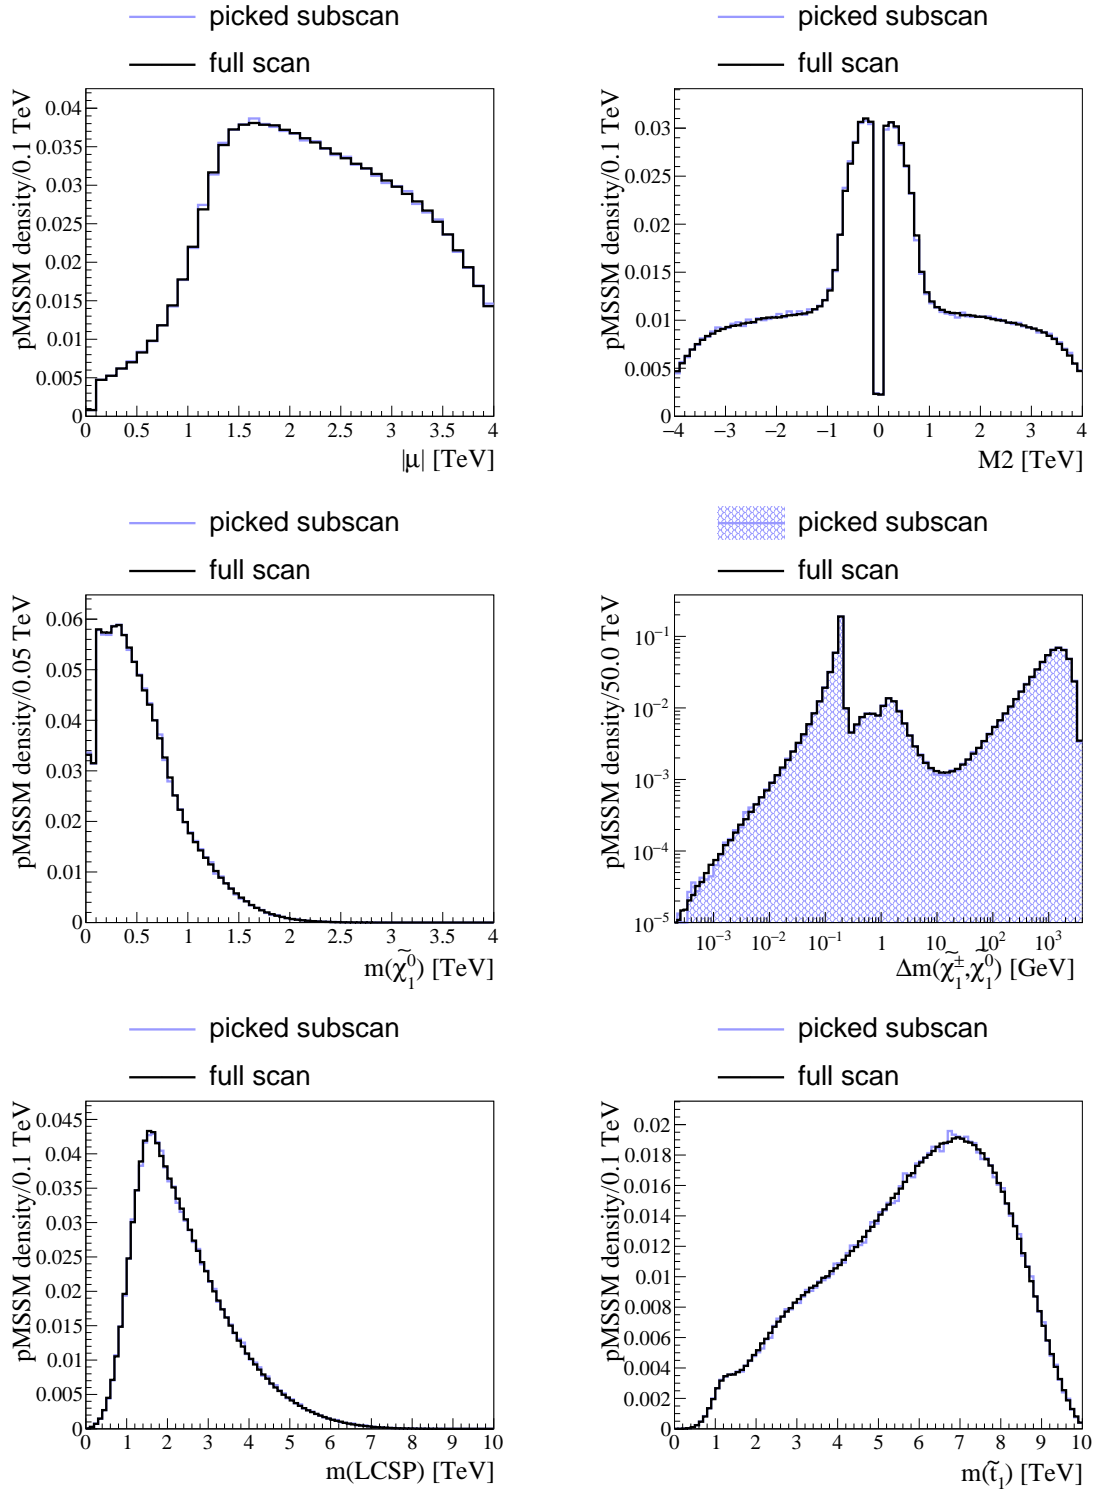 picked subscan
full scan
pMSSM density/0.1 TeV
0.04
0.035
0.03
0.025
0.02
0.015
0.01
0.005
0
0 0.5 1 1.5 2 2.5 3 3.5 4
|μ| [TeV]
picked subscan
full scan
pMSSM density/0.1 TeV
0.03
0.025
0.02
0.015
0.01
0.005
0
−4 −3 −2 −1 0 1 2 3 4
M2 [TeV]
picked subscan
full scan
pMSSM density/0.05 TeV
0.06
0.05
0.04
0.03
0.02
0.01
0
0 0.5 1 1.5 2 2.5 3 3.5 4
m(χ̃₁⁰) [TeV]
picked subscan
full scan
pMSSM density/50.0 TeV
10⁻¹
10⁻²
10⁻³
10⁻⁴
10⁻⁵
10⁻³ 10⁻² 10⁻¹ 1 10 10² 10³
Δm(χ̃₁±,χ̃₁⁰) [GeV]
picked subscan
full scan
pMSSM density/0.1 TeV
0.045
0.04
0.035
0.03
0.025
0.02
0.015
0.01
0.005
0
0 1 2 3 4 5 6 7 8 9 10
m(LCSP) [TeV]
picked subscan
full scan
pMSSM density/0.1 TeV
0.02
0.018
0.016
0.014
0.012
0.01
0.008
0.006
0.004
0.002
0
0 1 2 3 4 5 6 7 8 9 10
m(t̃₁) [TeV]